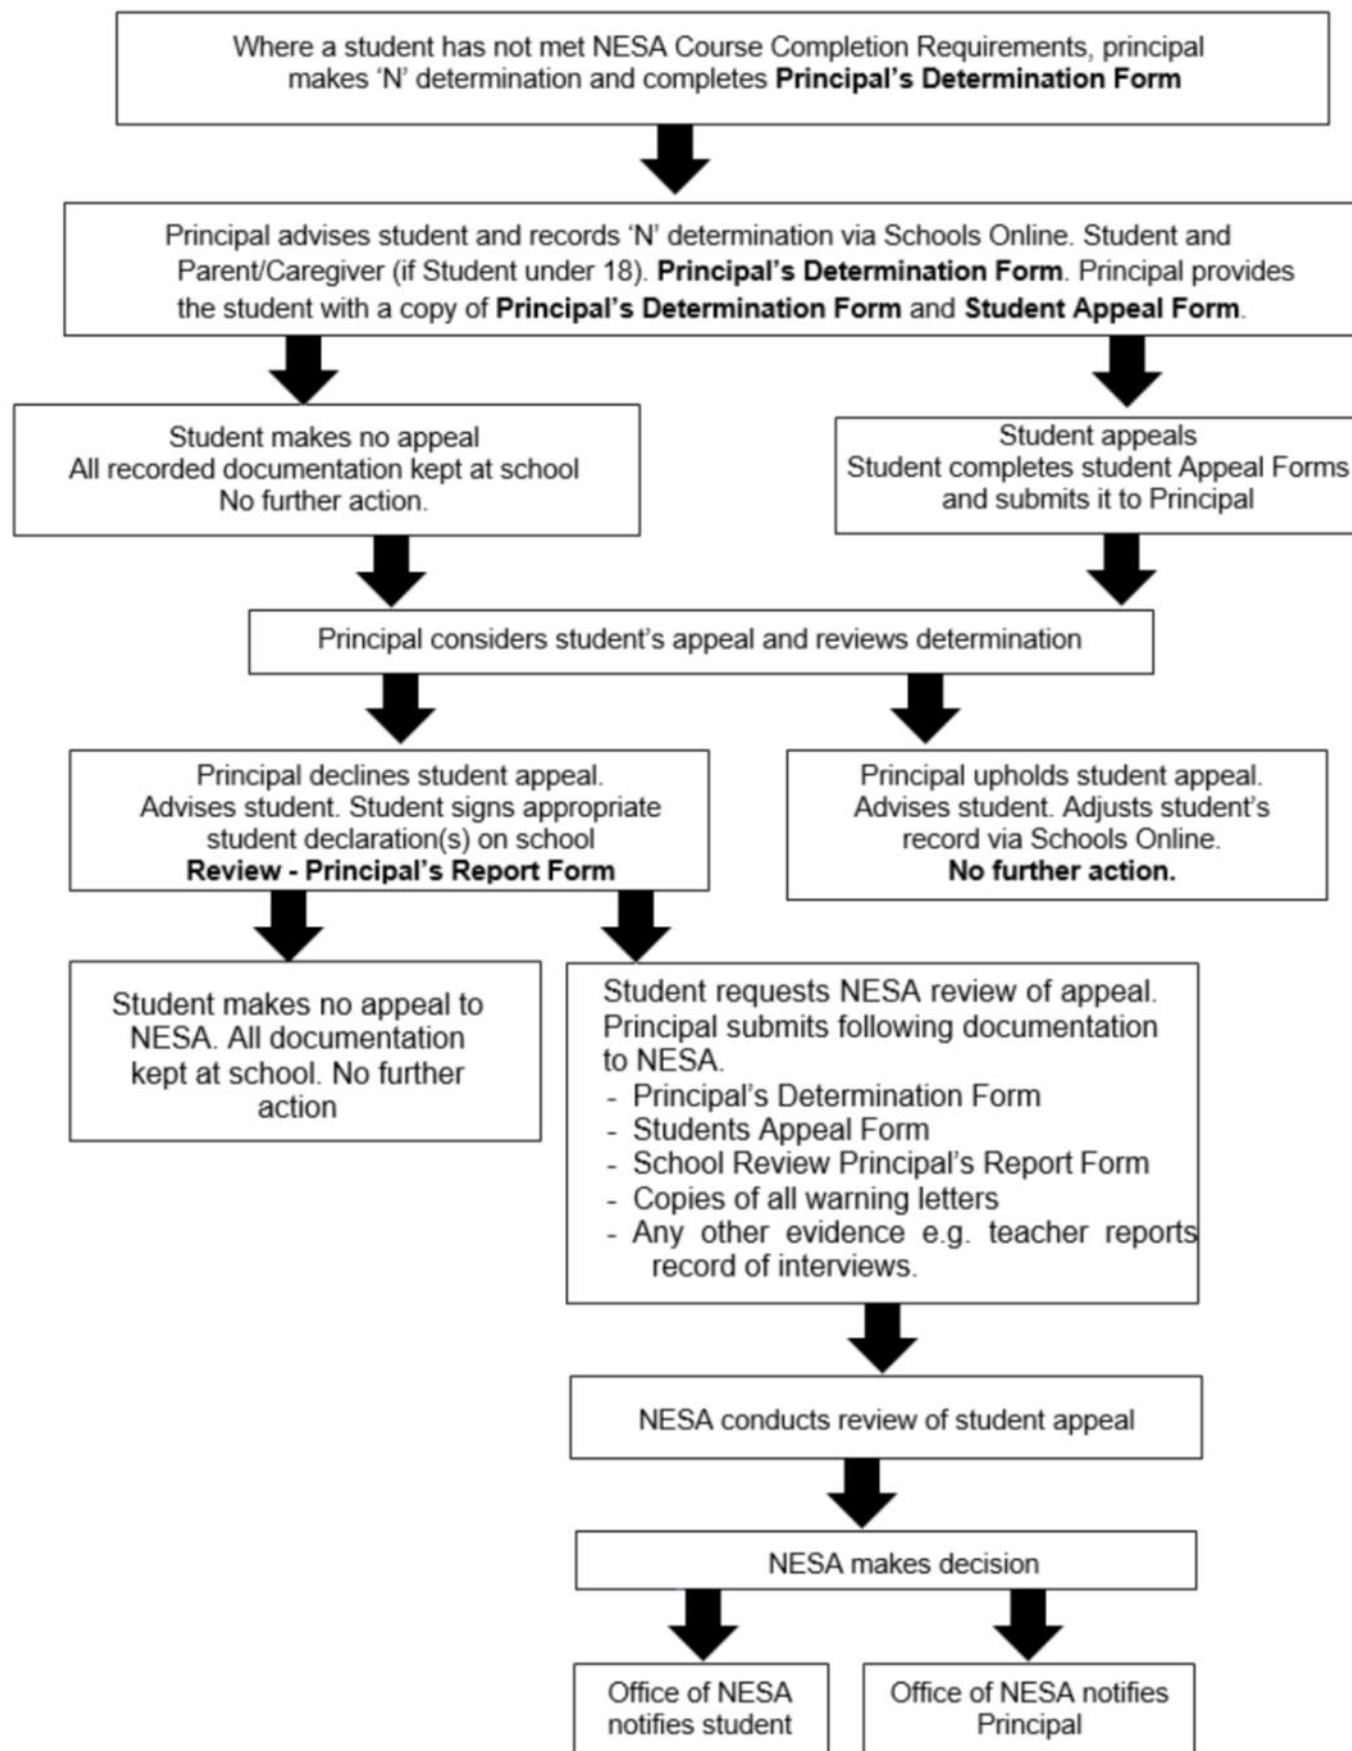 Where a student has not met NESA Course Completion Requirements, principal
makes ‘N’ determination and completes Principal’s Determination Form
Principal advises student and records ‘N’ determination via Schools Online. Student and
Parent/Caregiver (if Student under 18). Principal’s Determination Form. Principal provides
the student with a copy of Principal’s Determination Form and Student Appeal Form.
Student makes no appeal
All recorded documentation kept at school
No further action.
Student appeals
Student completes student Appeal Forms
and submits it to Principal
Principal considers student’s appeal and reviews determination
Principal declines student appeal.
Advises student. Student signs appropriate
student declaration(s) on school
Review - Principal’s Report Form
Principal upholds student appeal.
Advises student. Adjusts student’s
record via Schools Online.
No further action.
Student makes no appeal to
NESA. All documentation
kept at school. No further
action
Student requests NESA review of appeal.
Principal submits following documentation
to NESA.
- Principal’s Determination Form
- Students Appeal Form
- School Review Principal’s Report Form
- Copies of all warning letters
- Any other evidence e.g. teacher reports
record of interviews.
NESA conducts review of student appeal
NESA makes decision
Office of NESA
notifies student
Office of NESA notifies
Principal